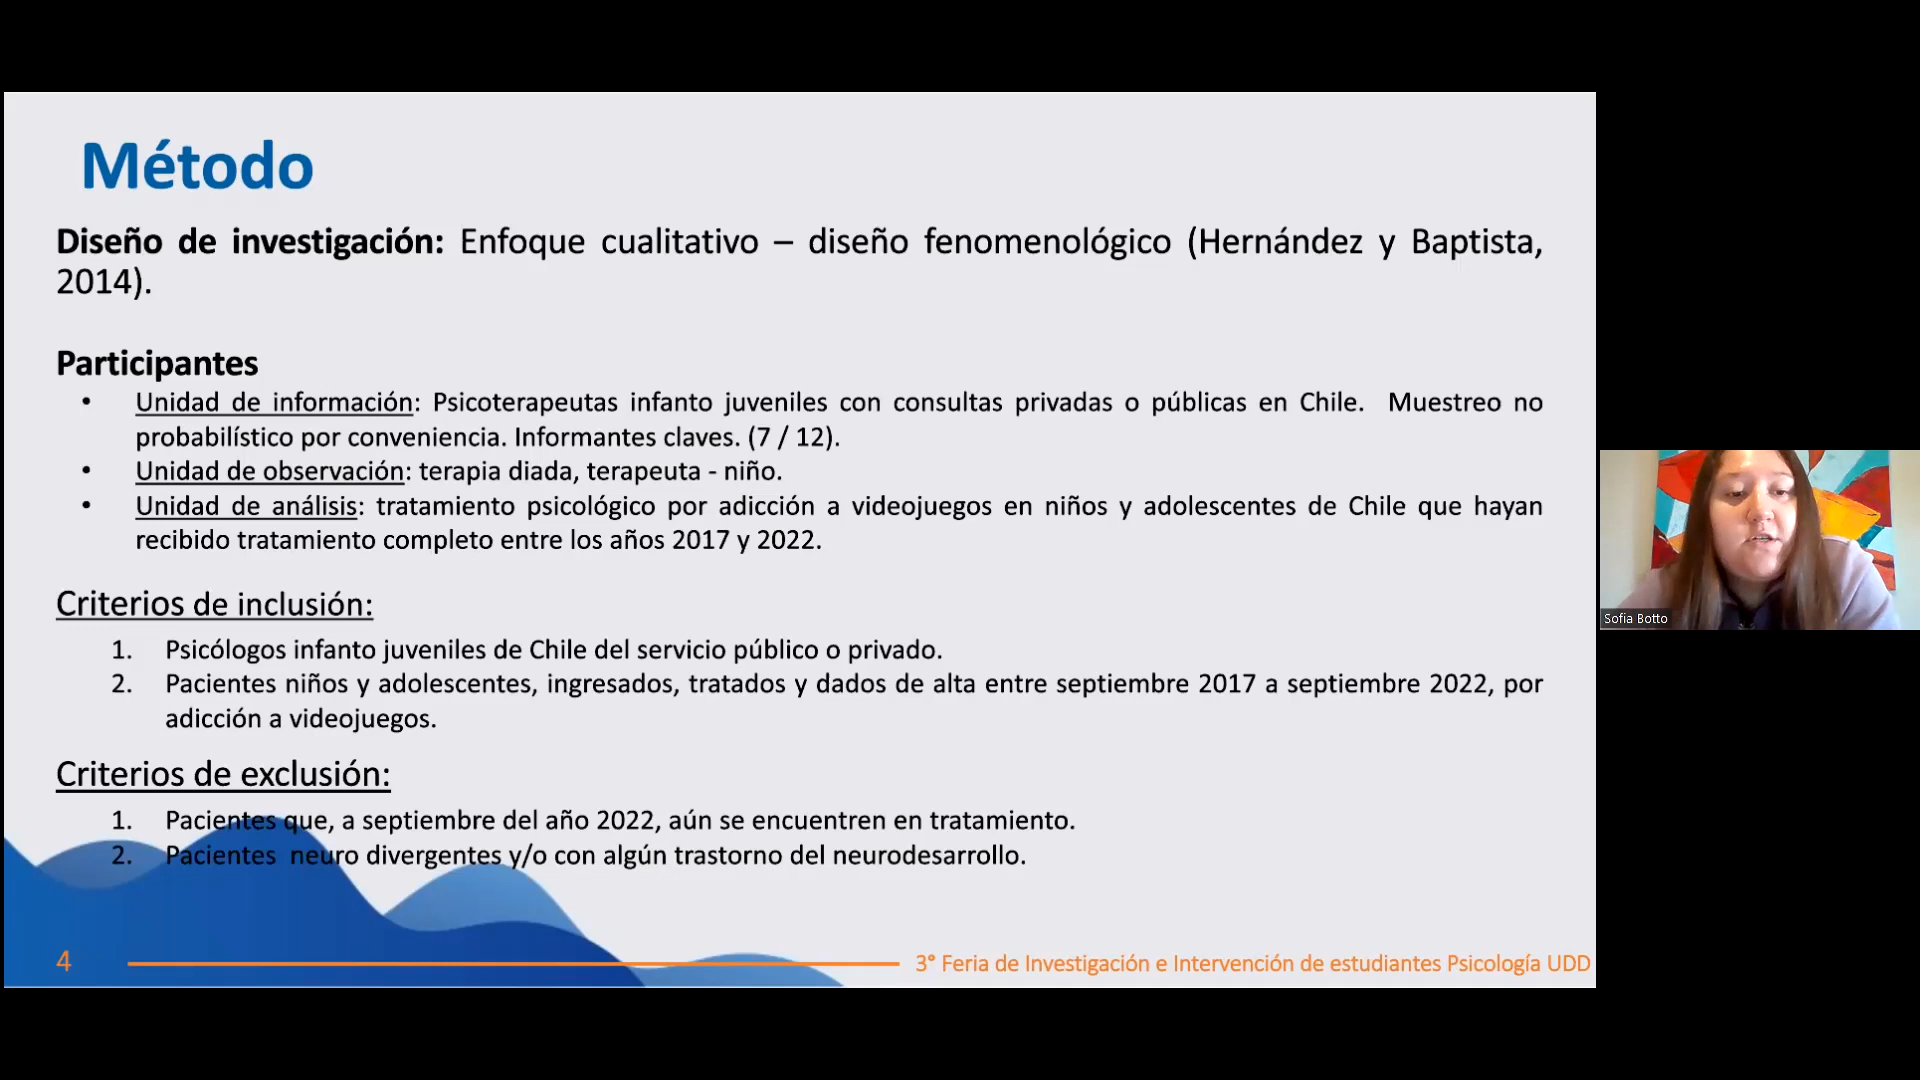 Método
Diseño de investigación: Enfoque cualitativo – diseño fenomenológico (Hernández y Baptista,
2014).
Participantes
• Unidad de información: Psicoterapeutas infanto juveniles con consultas privadas o públicas en Chile. Muestreo no
probabilístico por conveniencia. Informantes claves. (7 / 12).
• Unidad de observación: terapia diada, terapeuta - niño.
• Unidad de análisis: tratamiento psicológico por adicción a videojuegos en niños y adolescentes de Chile que hayan
recibido tratamiento completo entre los años 2017 y 2022.
Criterios de inclusión:
1. Psicólogos infanto juveniles de Chile del servicio público o privado.
2. Pacientes niños y adolescentes, ingresados, tratados y dados de alta entre septiembre 2017 a septiembre 2022, por
adicción a videojuegos.
Criterios de exclusión:
1. Pacientes que, a septiembre del año 2022, aún se encuentren en tratamiento.
2. Pacientes neuro divergentes y/o con algún trastorno del neurodesarrollo.
4
3° Feria de Investigación e Intervención de estudiantes Psicología UDD
Sofia Botto